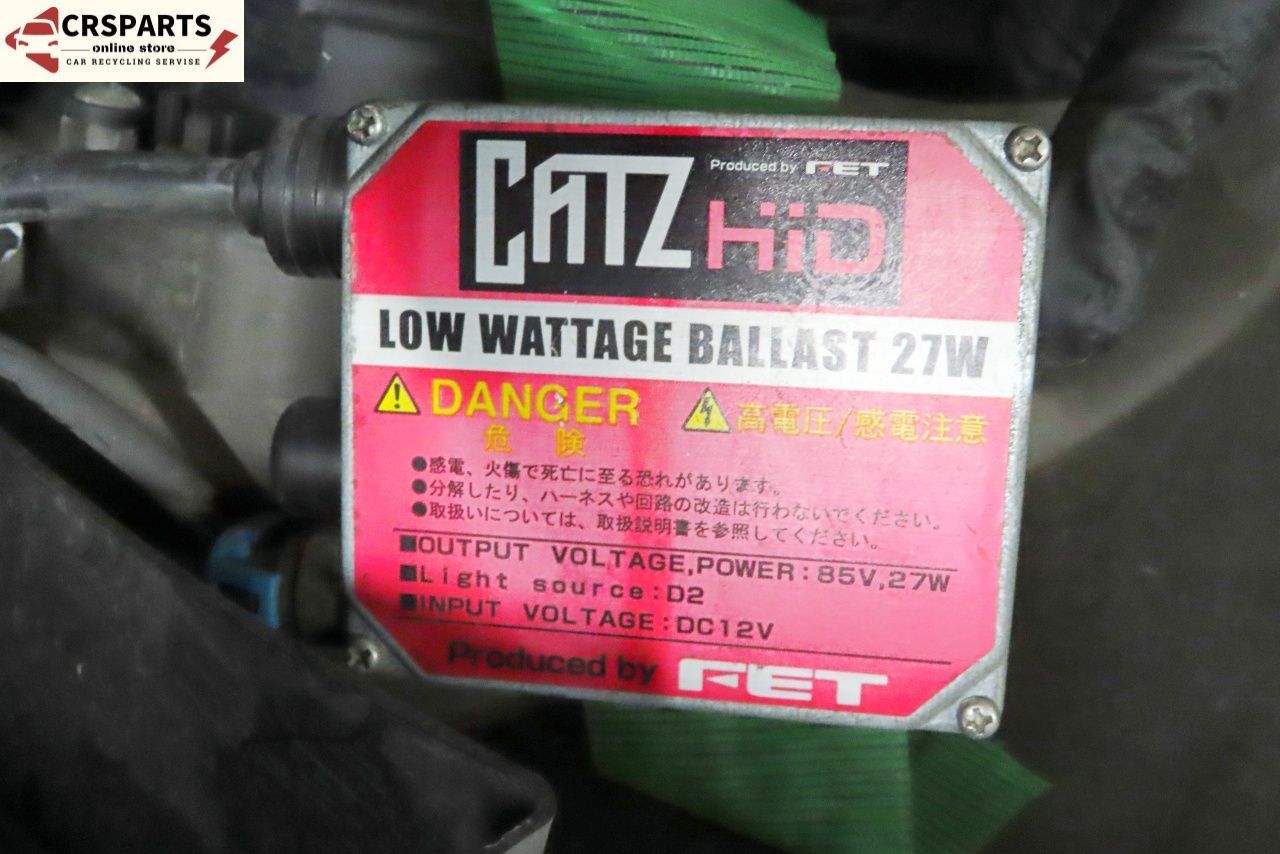 CRSPARTS
online store
CAR RECYCLING SERVISE
CATZ Produced by FET
HiD
LOW WATTAGE BALLAST 27W
DANGER 高電圧/感電注意
危険
●感電、火傷で死亡に至る恐れがあります。
●分解したり、ハーネスや回路の改造は行わないでください。
●取扱いについては、取扱説明書を参照してください。
■OUTPUT VOLTAGE,POWER:85V,27W
■Light source:D2
■INPUT VOLTAGE:DC12V
Produced by FET